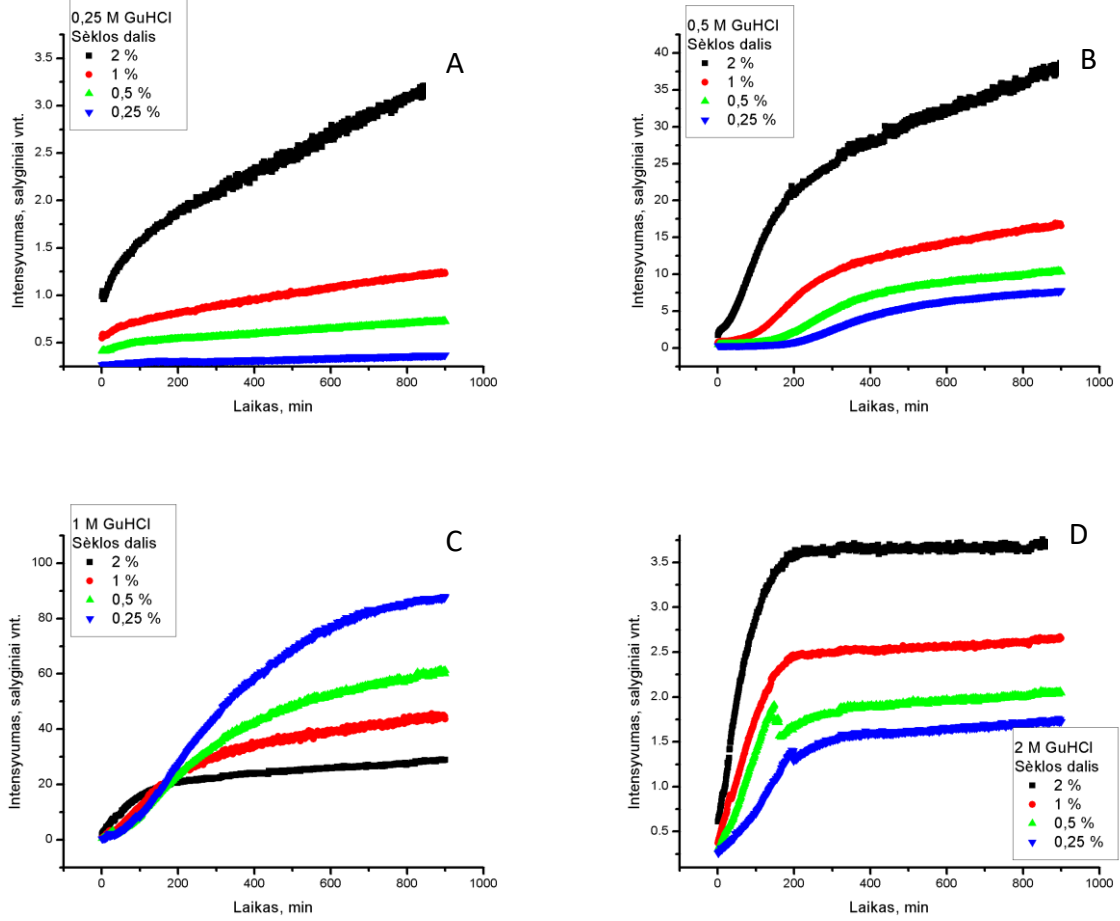 0,25 M GuHCl
Sèklos dalis
2 %
1 %
0,5 %
0,25 %
A
3.5
3.0
2.5
2.0
1.5
1.0
0.5
Intensyvumas, salyginiai vnt.
0 200 400 600 800 1000
Laikas, min
0,5 M GuHCl
Sèklos dalis
2 %
1 %
0,5 %
0,25 %
B
40
35
30
25
20
15
10
5
0
Intensyvumas, salyginiai vnt.
0 200 400 600 800 1000
Laikas, min
1 M GuHCl
Sèklos dalis
2 %
1 %
0,5 %
0,25 %
C
100
80
60
40
20
0
Intensyvumas, salyginiai vnt.
0 200 400 600 800 1000
Laikas, min
D
3.5
3.0
2.5
2.0
1.5
1.0
0.5
Intensyvumas, salyginiai vnt.
2 M GuHCl
Sèklos dalis
2 %
1 %
0,5 %
0,25 %
0 200 400 600 800 1000
Laikas, min